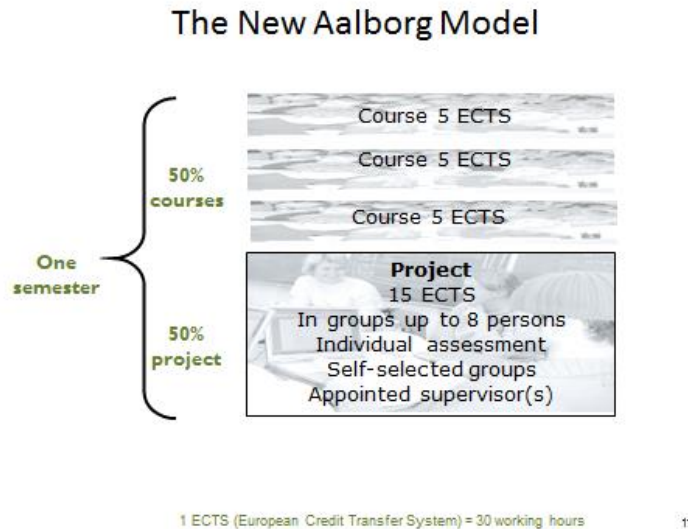 The New Aalborg Model
Course 5 ECTS
Course 5 ECTS
50%
courses
Course 5 ECTS
One
semester
Project
15 ECTS
In groups up to 8 persons
Individual assessment
Self-selected groups
Appointed supervisor(s)
50%
project
1 ECTS (European Credit Transfer System) = 30 working hours